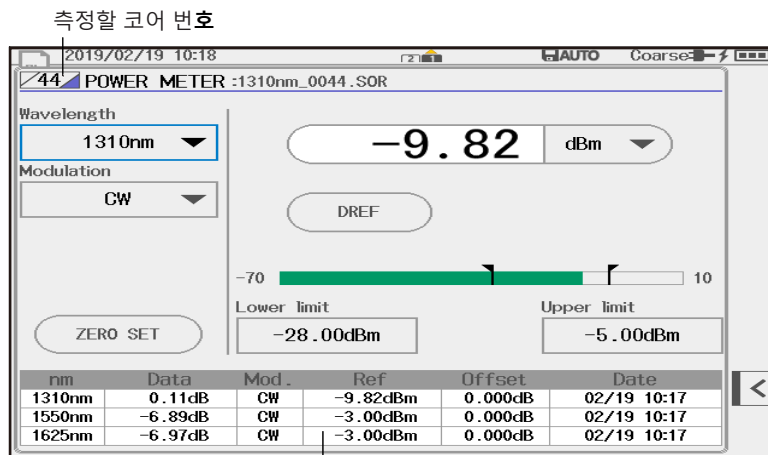 측정할 코어 번호
2019/02/19 10:18 2 1 AUTO Coarse
44 POWER METER :1310nm_0044.SOR
Wavelength
1310nm
-9.82 dBm
Modulation
CW
DREF
-70 10
Lower limit Upper limit
ZERO SET -28.00dBm -5.00dBm
nm Data Mod. Ref Offset Date
1310nm 0.11dB CW -9.82dBm 0.000dB 02/19 10:17
1550nm -6.89dB CW -3.00dBm 0.000dB 02/19 10:17
1625nm -6.97dB CW -3.00dBm 0.000dB 02/19 10:17